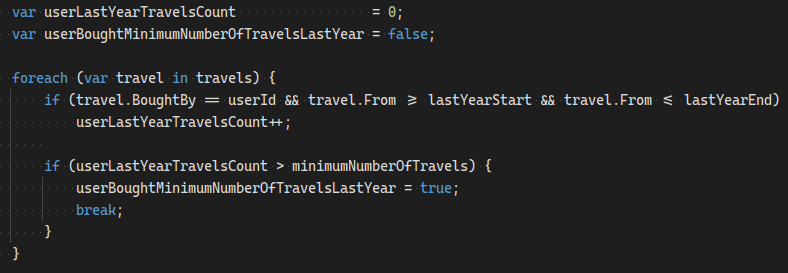 var userLastYearTravelsCount                 = 0;
var userBoughtMinimumNumberOfTravelsLastYear = false;

foreach (var travel in travels) {
    if (travel.BoughtBy == userId && travel.From >= lastYearStart && travel.From <= lastYearEnd)
        userLastYearTravelsCount++;

    if (userLastYearTravelsCount > minimumNumberOfTravels) {
        userBoughtMinimumNumberOfTravelsLastYear = true;
        break;
    }
}